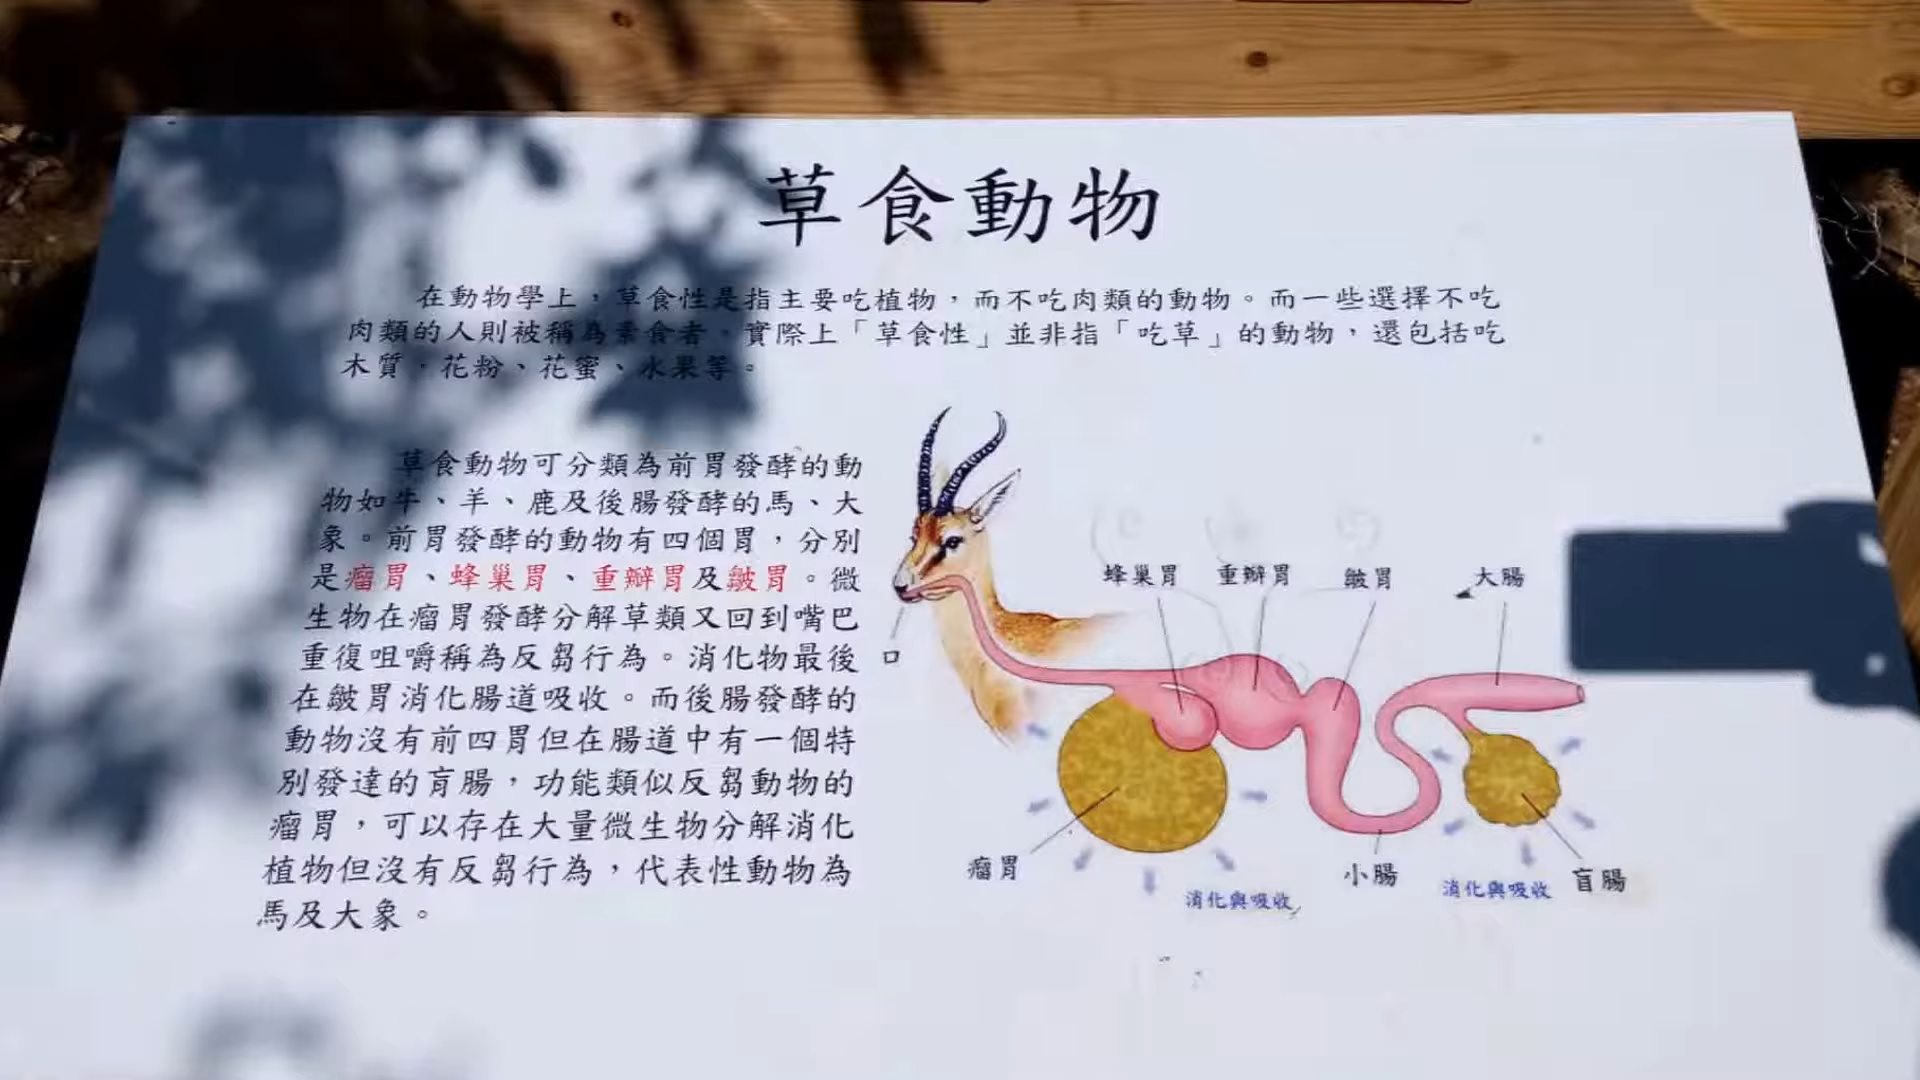 草食動物
在動物學上，草食性是指主要吃植物，而不吃肉類的動物。而一些選擇不吃
肉類的人則被稱為素食者。實際上「草食性」並非指「吃草」的動物，還包括吃
木質，花粉、花蜜、水果等。
草食動物可分類為前胃發酵的動
物如牛、羊、鹿及後腸發酵的馬、大
象。前胃發酵的動物有四個胃，分別
是瘤胃、蜂巢胃、重瓣胃及皺胃。微
生物在瘤胃發酵分解草類又回到嘴巴
重復咀嚼稱為反芻行為。消化物最後
在皺胃消化腸道吸收。而後腸發酵的
動物沒有前四胃但在腸道中有一個特
別發達的盲腸，功能類似反芻動物的
瘤胃，可以存在大量微生物分解消化
植物但沒有反芻行為，代表性動物為
馬及大象。
蜂巢胃
重瓣胃
皺胃
大腸
口
瘤胃
消化與吸收
小腸
消化與吸收
盲腸